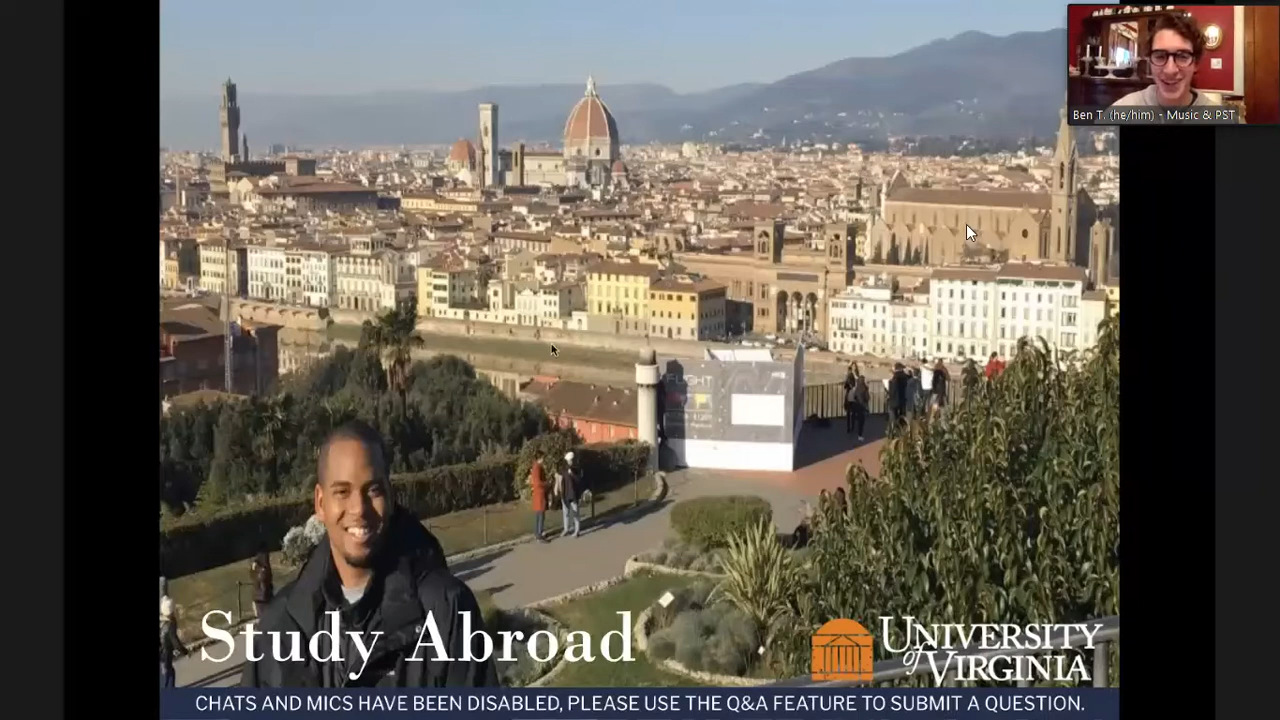 Ben T. (he/him) - Music & PST
FLIGHT
Study Abroad
UNIVERSITY
of VIRGINIA
CHATS AND MICS HAVE BEEN DISABLED, PLEASE USE THE Q&A FEATURE TO SUBMIT A QUESTION.